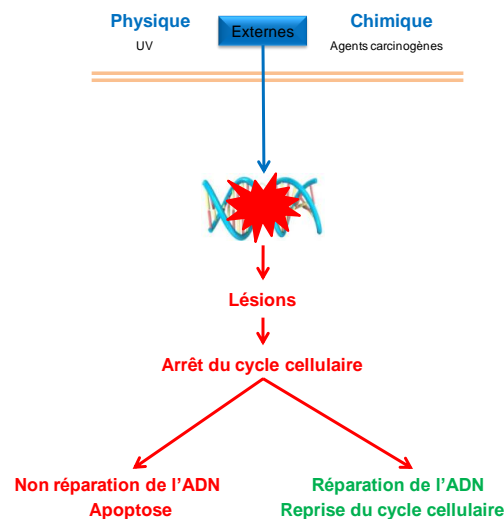 Physique
Externes
Chimique
UV
Agents carcinogènes
Lésions
Arrêt du cycle cellulaire
Non réparation de l'ADN
Apoptose
Réparation de l'ADN
Reprise du cycle cellulaire